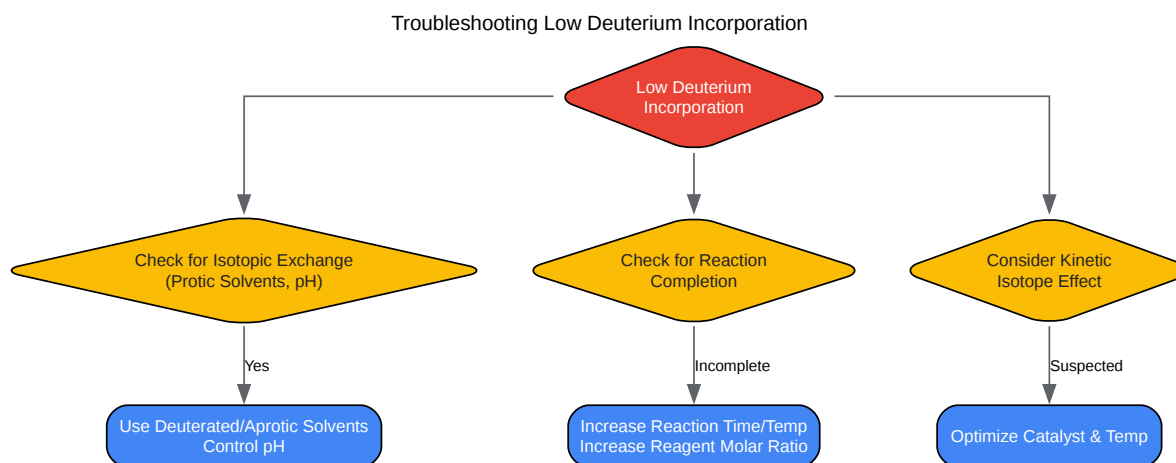 Troubleshooting Low Deuterium Incorporation
Low Deuterium
Incorporation
Check for Isotopic Exchange
(Protic Solvents, pH)
Check for Reaction
Completion
Consider Kinetic
Isotope Effect
Yes
Incomplete
Suspected
Use Deuterated/Aprotic Solvents
Control pH
Increase Reaction Time/Temp
Increase Reagent Molar Ratio
Optimize Catalyst & Temp